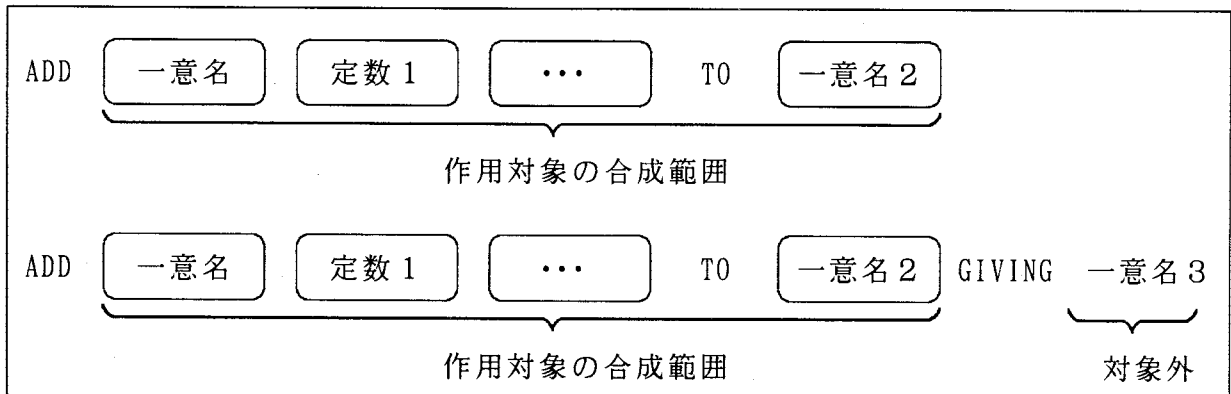 ADD 一意名 定数1 ・・・ TO 一意名2
作用対象の合成範囲
ADD 一意名 定数1 ・・・ TO 一意名2 GIVING 一意名3
作用対象の合成範囲 対象外